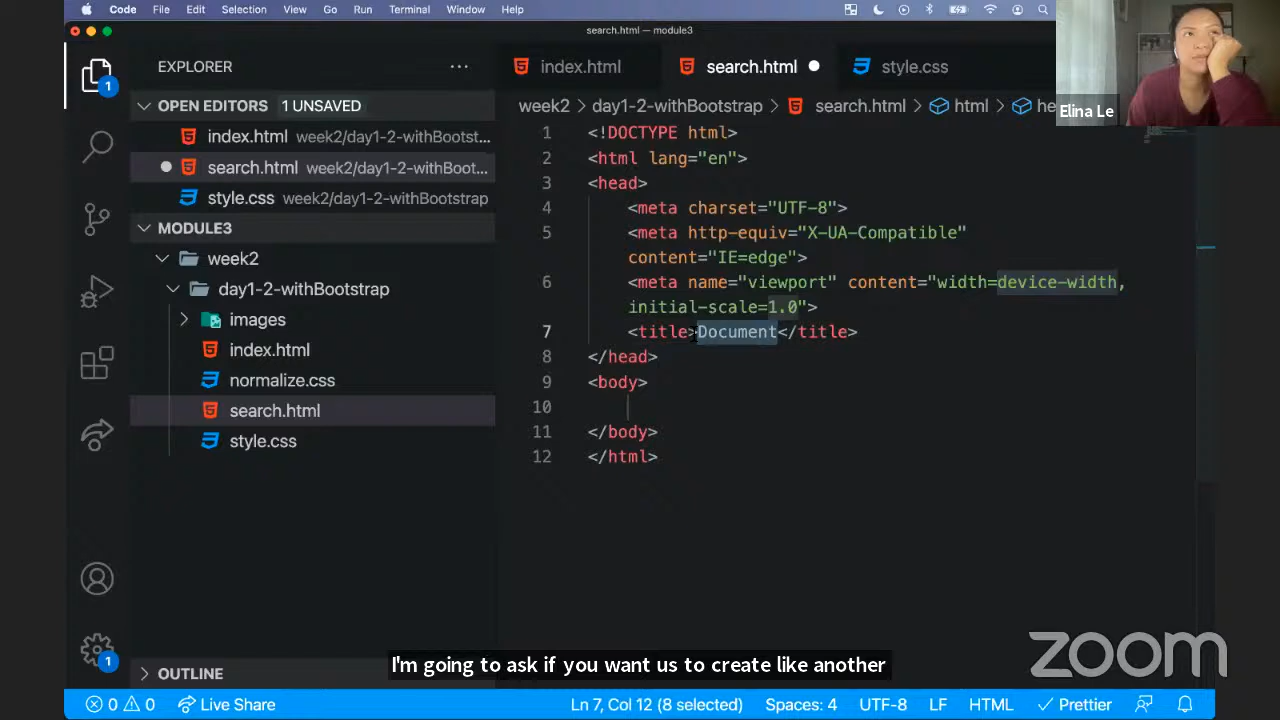 Code File Edit Selection View Go Run Terminal Window Help
search.html — module3
EXPLORER
index.html
search.html
style.css
OPEN EDITORS 1 UNSAVED
week2 > day1-2-withBootstrap > search.html > html > he
index.html week2/day1-2-withBootst...
search.html week2/day1-2-withBoot...
style.css week2/day1-2-withBootstrap
MODULE3
week2
day1-2-withBootstrap
images
index.html
normalize.css
search.html
style.css
OUTLINE
1 <!DOCTYPE html>
2 <html lang="en">
3 <head>
4 <meta charset="UTF-8">
5 <meta http-equiv="X-UA-Compatible"
content="IE=edge">
6 <meta name="viewport" content="width=device-width,
initial-scale=1.0">
7 <title>Document</title>
8 </head>
9 <body>
10
11 </body>
12 </html>
1
1
Elina Le
I'm going to ask if you want us to create like another
zoom
0 0 Live Share Ln 7, Col 12 (8 selected) Spaces: 4 UTF-8 LF HTML Prettier